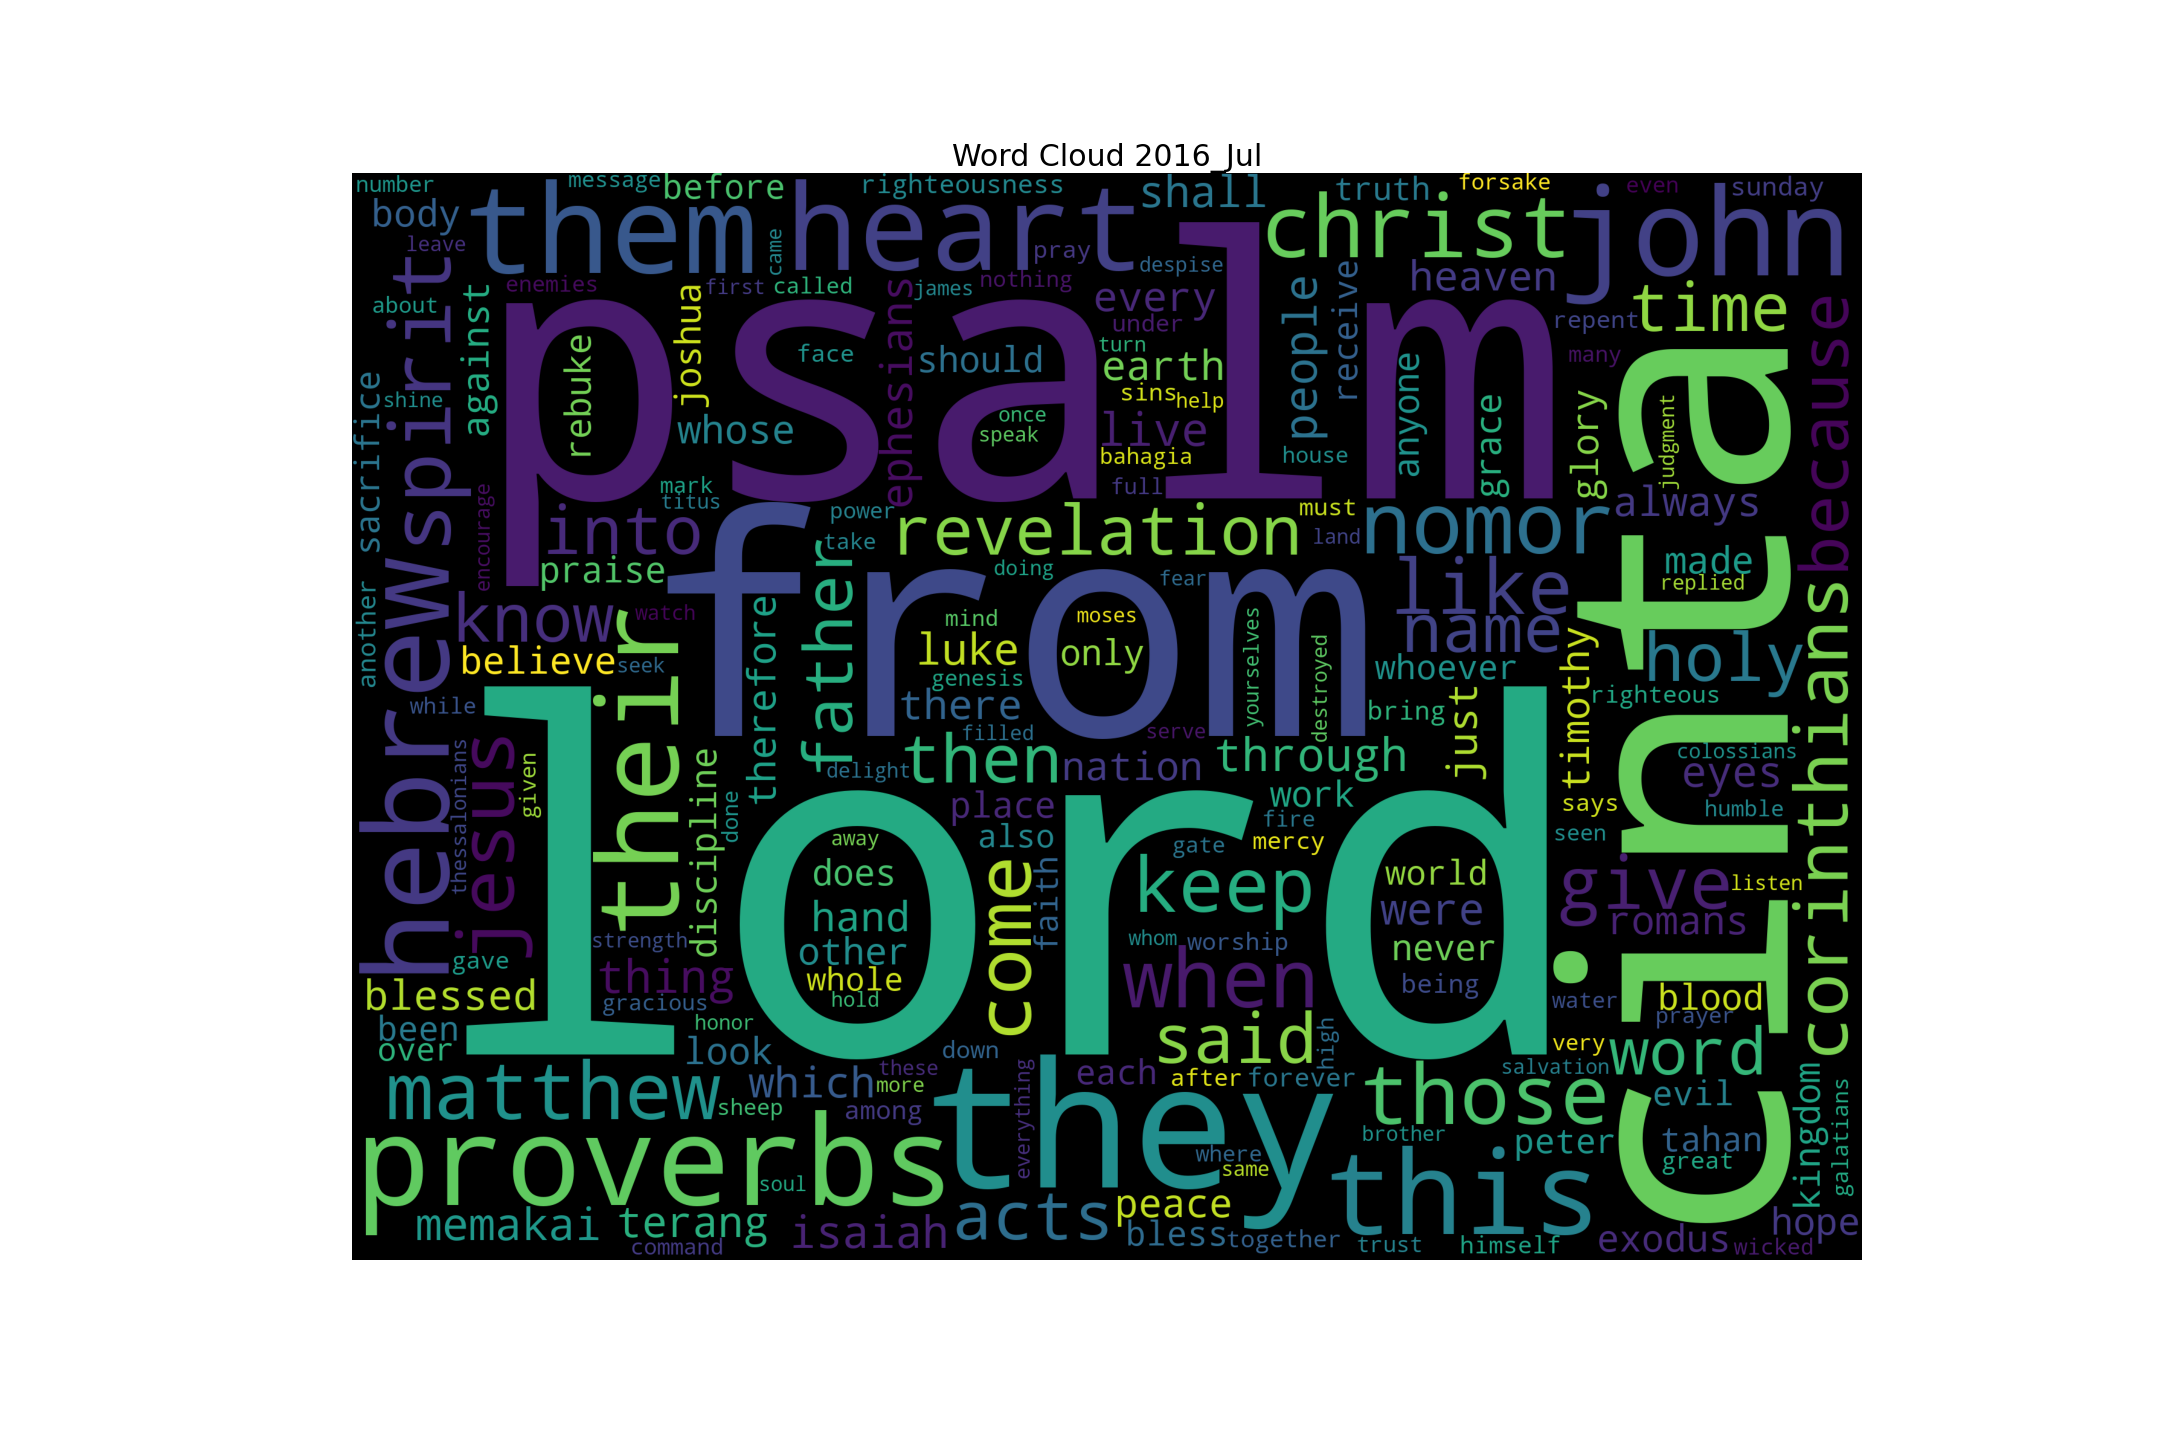 Word Cloud 2016_Jul
number
message
before
righteousness
shall
truth
forsake
even
sunday
body
them
heart
christ
john
leave
came
pray
despise
heaven
about
enemies
first
called
james
nothing
every
people
receive
repent
time
against
spirit
psalm
joshua
face
ephesians
should
under
turn
earth
many
because
rebuke
sacrifice
shine
whose
once
speak
sins
help
live
anyone
grace
glory
judgment
cinta
bahagia
house
encourage
mark
titus
full
always
into
power
take
revelation
must
land
nomor
praise
father
doing
fear
like
made
replied
another
hebrews
know
watch
from
mind
moses
name
believe
seek
their
therefore
luke
only
genesis
yourselves
destroyed
whoever
timothy
holy
corinthians
while
there
bring
just
righteous
thessalonians
jesus
given
lord
filled
serve
then
nation
through
delight
colossians
eyes
discipline
done
place
work
says
humble
also
fire
mercy
seen
away
gate
does
come
faith
keep
world
give
listen
hand
were
romans
strength
other
whom
worship
never
gave
thing
whole
when
being
blessed
gracious
hold
water
blood
been
honor
prayer
over
look
down
said
high
very
word
matthew
which
these
more
each
after
forever
salvation
those
evil
kingdom
galatians
sheep
among
they
everything
brother
peter
tahan
proverbs
soul
where
same
this
great
memakai
terang
isaiah
acts
peace
bless
together
trust
himself
exodus
wicked
hope
command